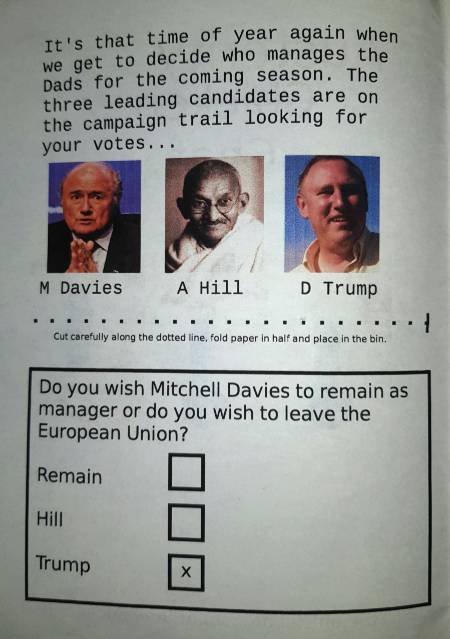 It's that time of year again when
we get to decide who manages the
Dads for the coming season. The
three leading candidates are on
the campaign trail looking for
your votes...
M Davies A Hill D Trump
Cut carefully along the dotted line, fold paper in half and place in the bin.
Do you wish Mitchell Davies to remain as
manager or do you wish to leave the
European Union?
Remain
Hill
Trump x